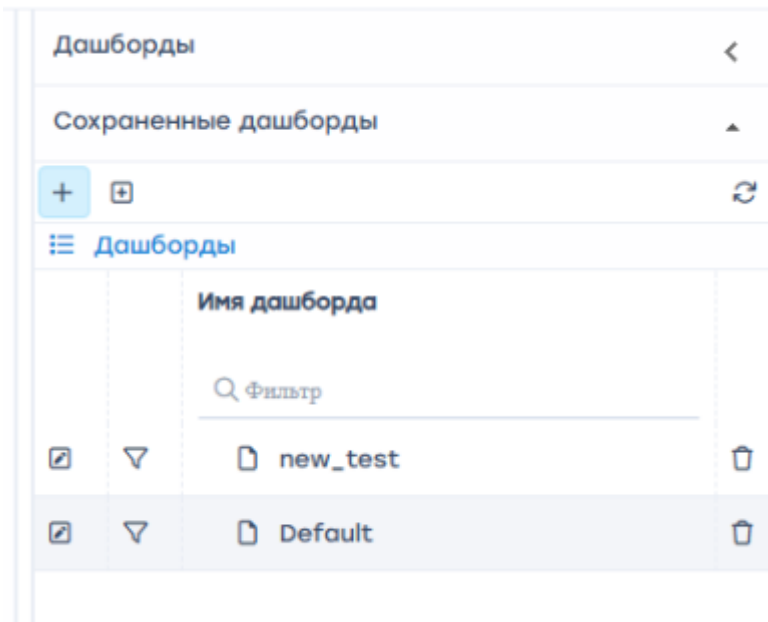 Дашборды
Сохраненные дашборды
Дашборды
Имя дашборда
Фильтр
new_test
Default